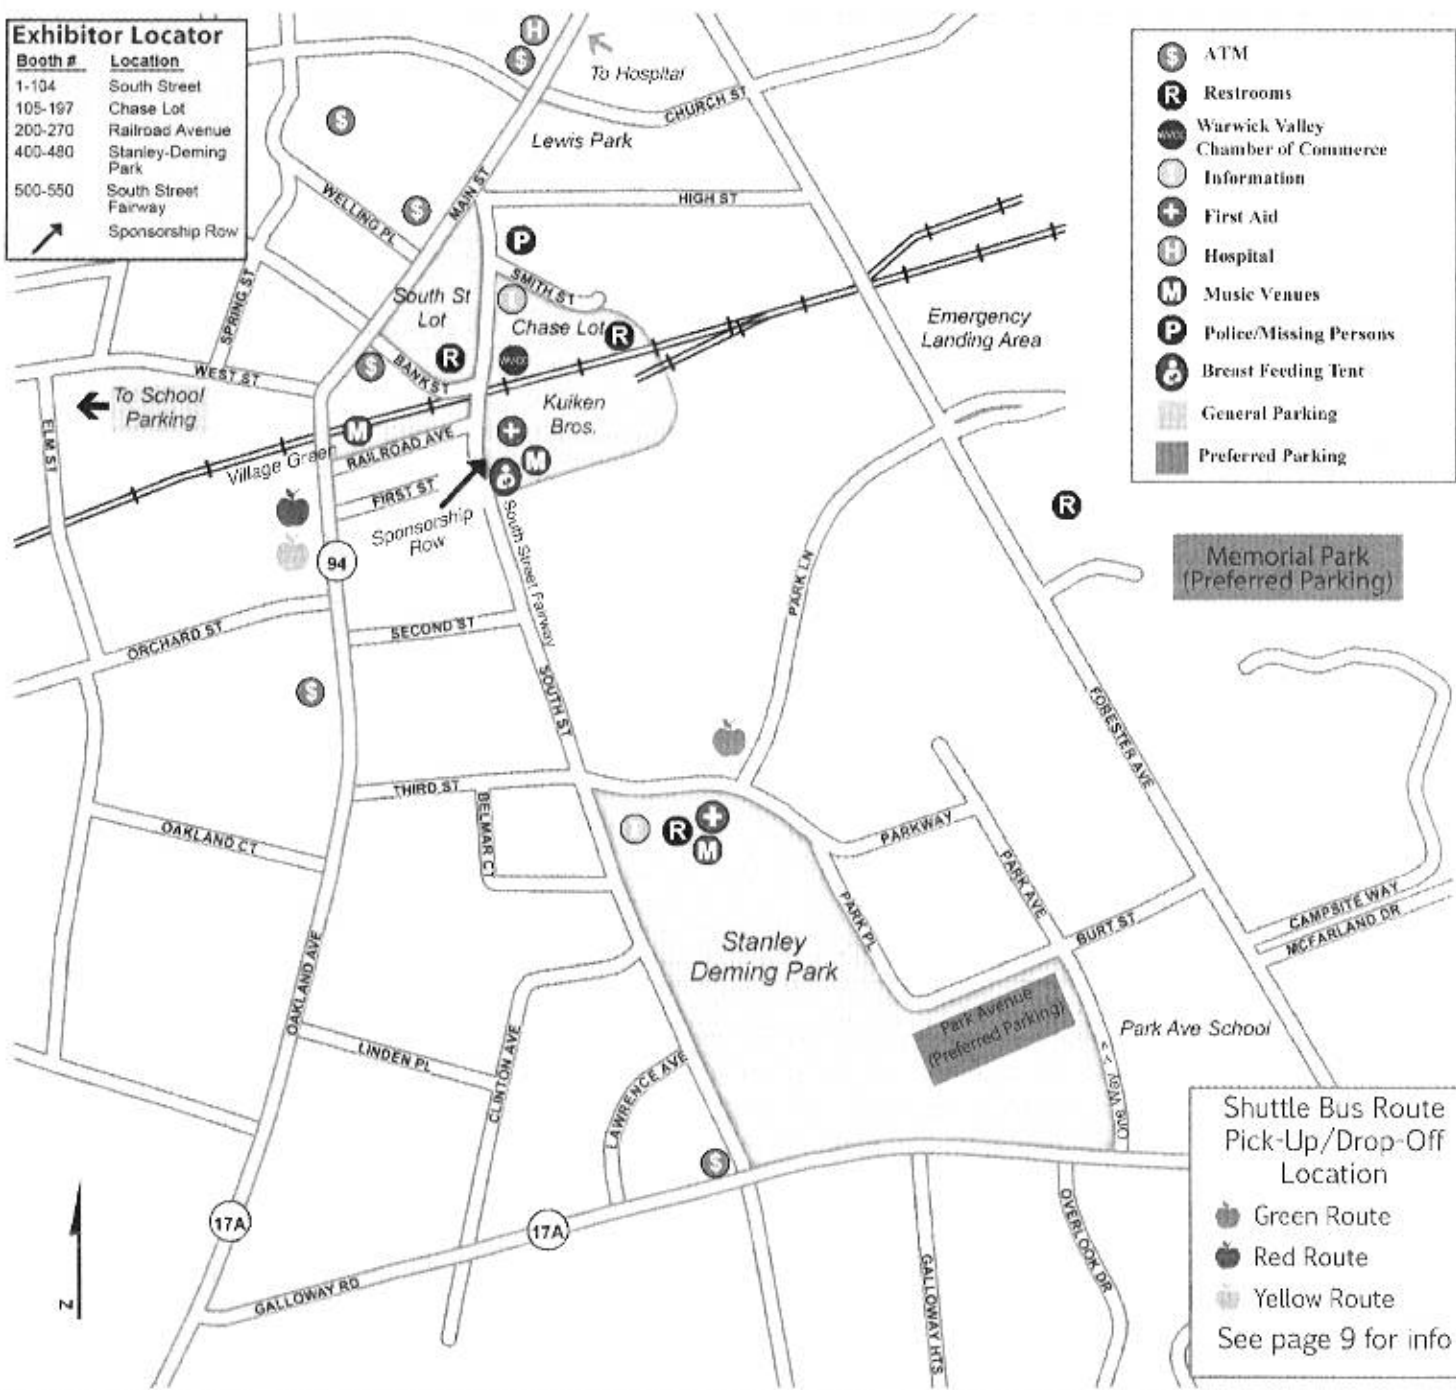 Exhibitor Locator
Booth # Location
1-104 South Street
105-197 Chase Lot
200-270 Railroad Avenue
400-480 Stanley-Deming
Park
500-550 South Street
Fairway
Sponsorship Row
$ ATM
R Restrooms
WVCC Warwick Valley
Chamber of Commerce
Information
First Aid
H Hospital
M Music Venues
P Police/Missing Persons
Breast Feeding Tent
General Parking
Preferred Parking
H
$
To Hospital
CHURCH ST
$
Lewis Park
MAIN ST
HIGH ST
WELLING PL
$
P
SPRING ST
SMITH ST
South St
Lot
Chase Lot
R
R
WVCC
Emergency
Landing Area
$
BANK ST
WEST ST
To School
Parking
Kuiken
Bros.
ELM ST
M
RAILROAD AVE
Village Green
M
FIRST ST
Sponsorship
Row
South Street Fairway
R
94
Memorial Park
(Preferred Parking)
PARK LN
ORCHARD ST
SECOND ST
$
SOUTH ST
FORESTER AVE
THIRD ST
BELMAR CT
OAKLAND CT
R
M
PARKWAY
PARK AVE
PARK PL
BURT ST
CAMPSITE WAY
MCFARLAND DR
Stanley
Deming Park
OAKLAND AVE
Park Avenue
(Preferred Parking)
Park Ave School
LINDEN PL
CLINTON AVE
LAWRENCE AVE
One Way >>
$
17A
17A
GALLOWAY RD
GALLOWAY HTS.
OVERLOOK DR
N
Shuttle Bus Route
Pick-Up/Drop-Off
Location
Green Route
Red Route
Yellow Route
See page 9 for info